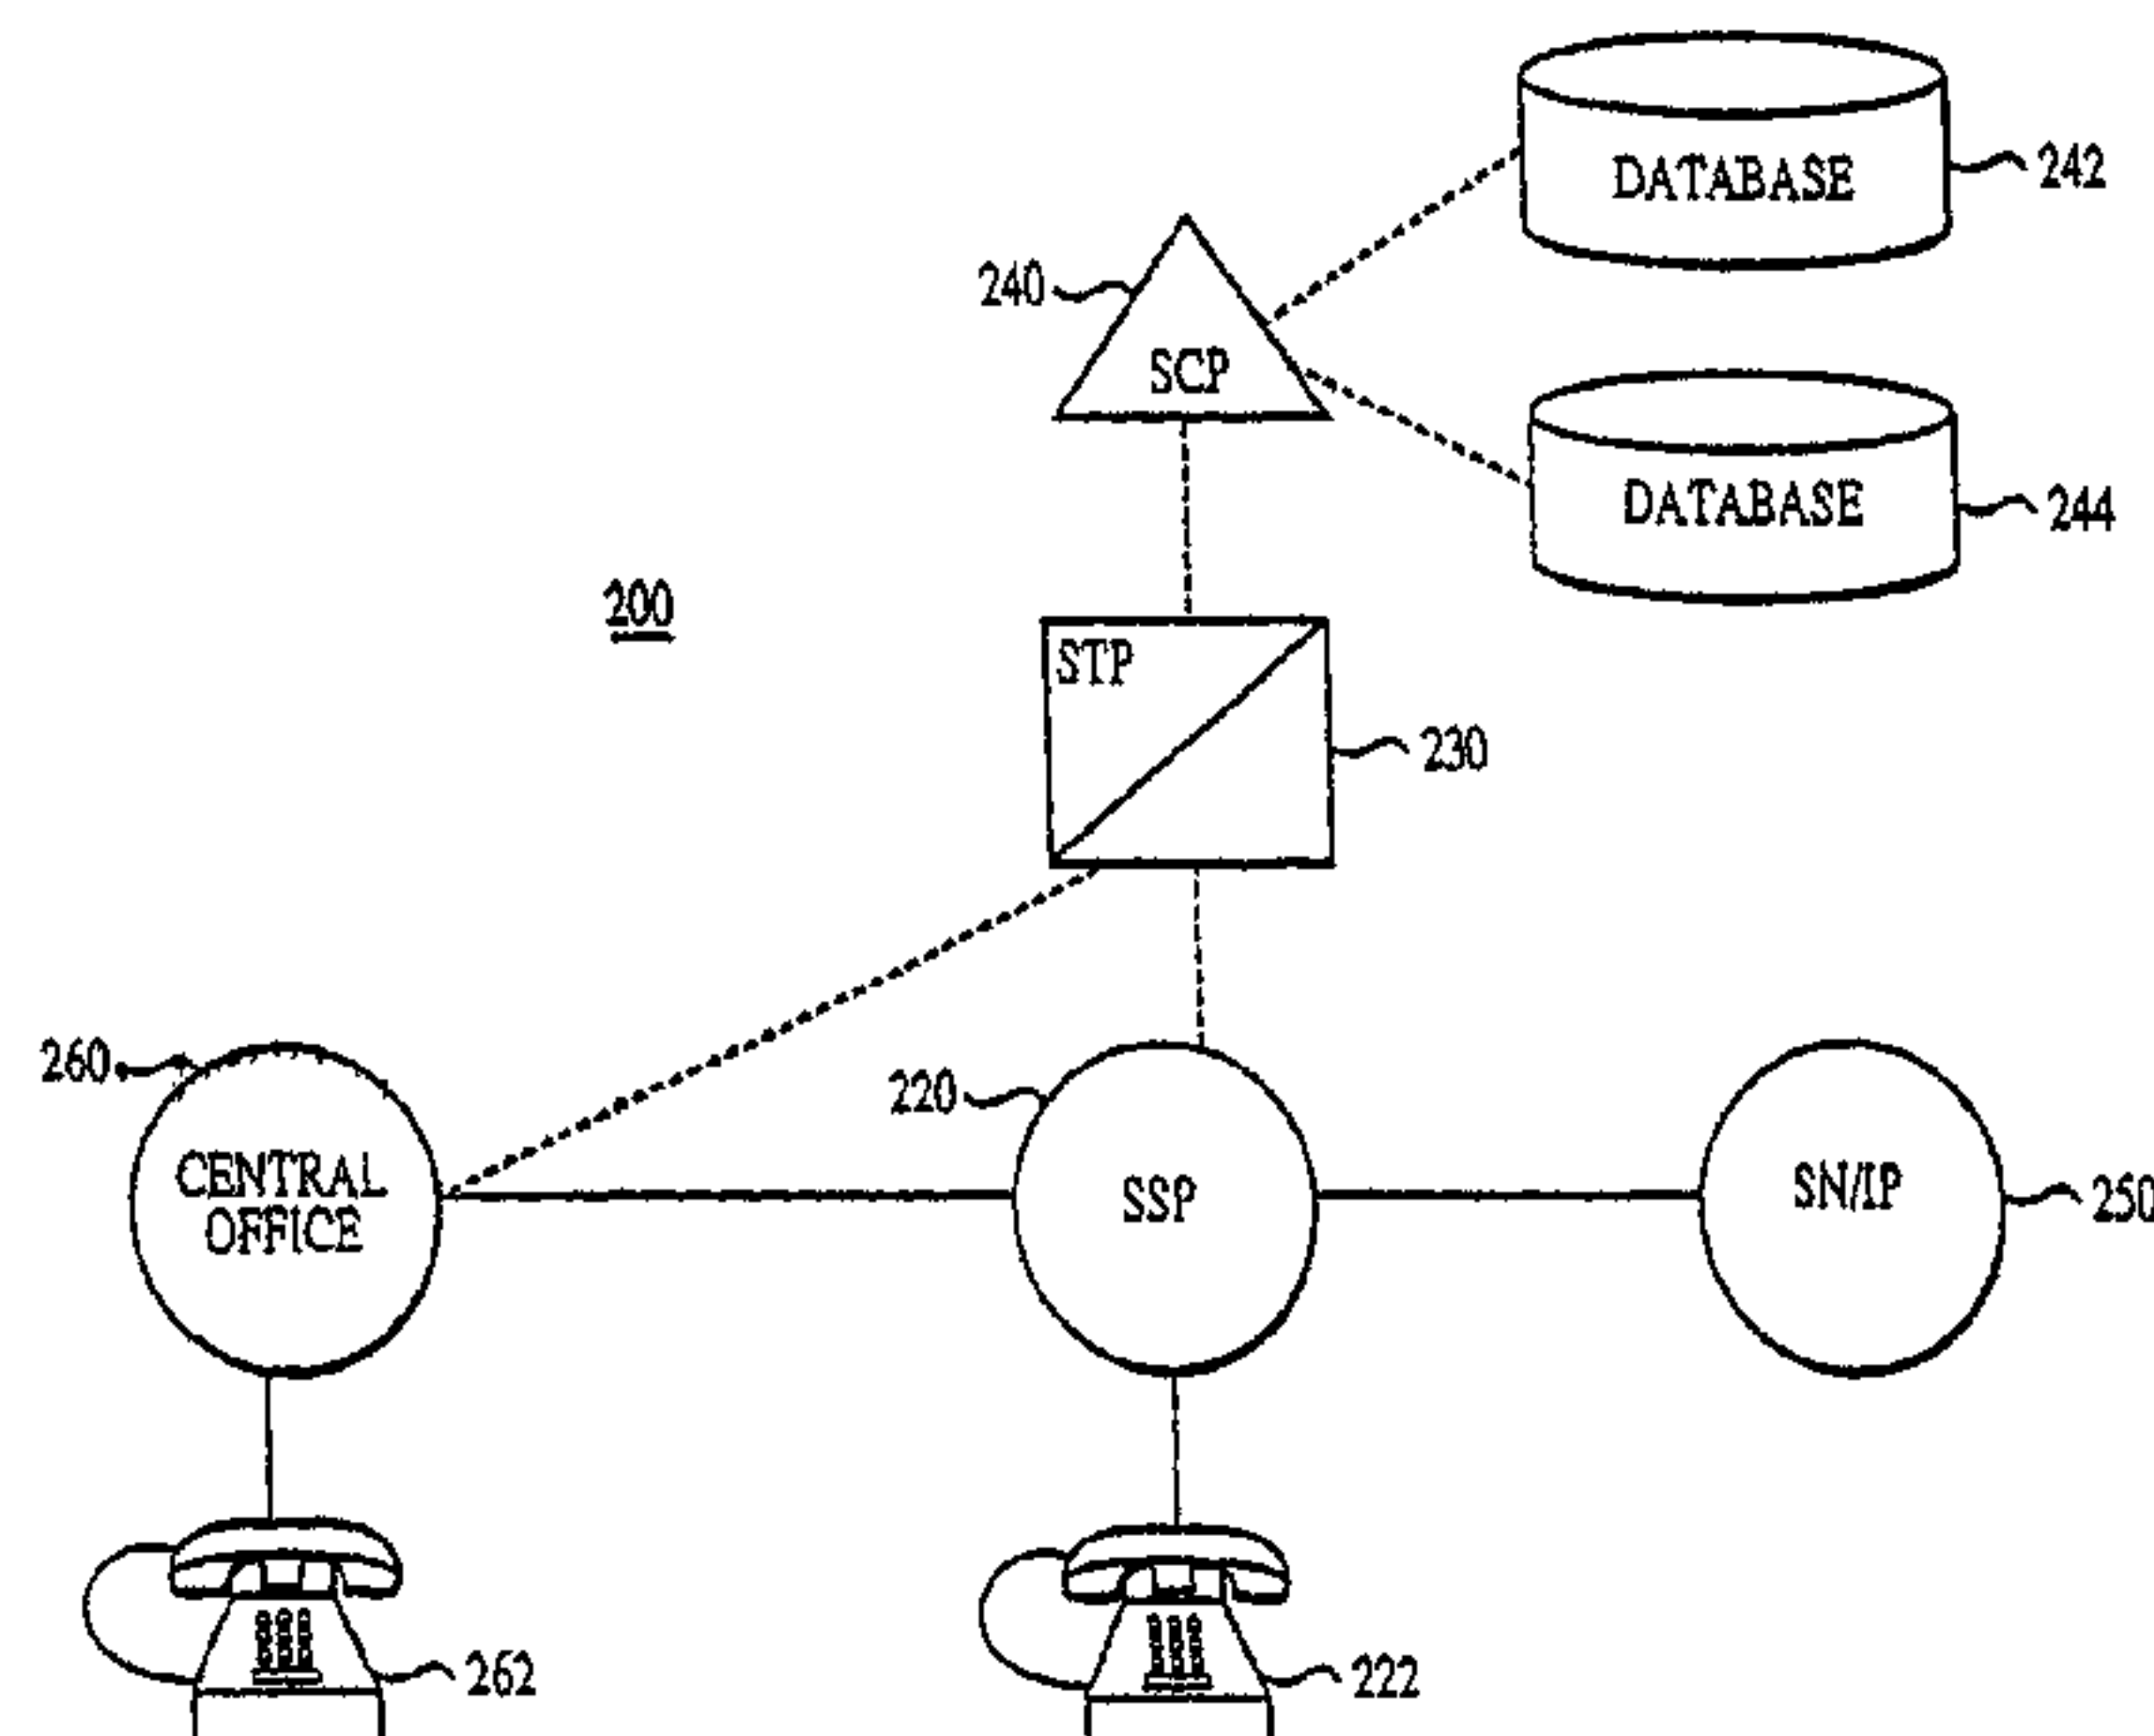 DATABASE
242
240
SCP
DATABASE
244
200
STP
230
260
220
CENTRAL
OFFICE
SSP
SN/IP
250
262
222